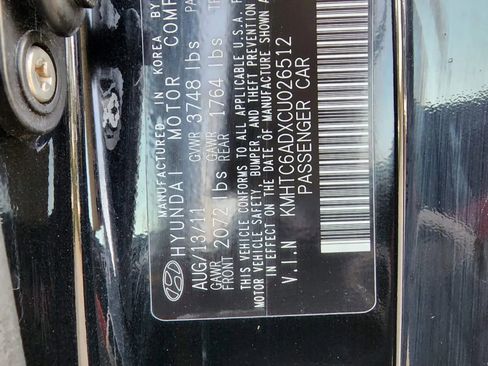 MANUFACTURED IN KOREA BY
HYUNDAI MOTOR COMP
AUG/13/11 GVWR 3748 lbs
GAWR FRONT 2072 lbs GAWR REAR 1764 lbs
THIS VEHICLE CONFORMS TO ALL APPLICABLE U.S.A
MOTOR VEHICLE SAFETY, BUMPER, AND THEFT PREVENTION
IN EFFECT ON THE DATE OF MANUFACTURE SHOWN
V.I.N KMHTC6ADXCU026512
PASSENGER CAR